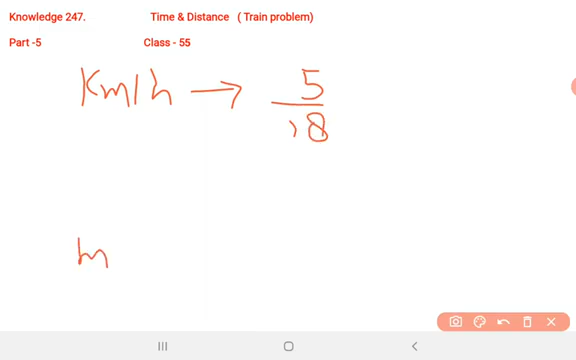 Knowledge 247. Time & Distance ( Train problem)
Part -5 Class - 55
Km/h → 5/18
m